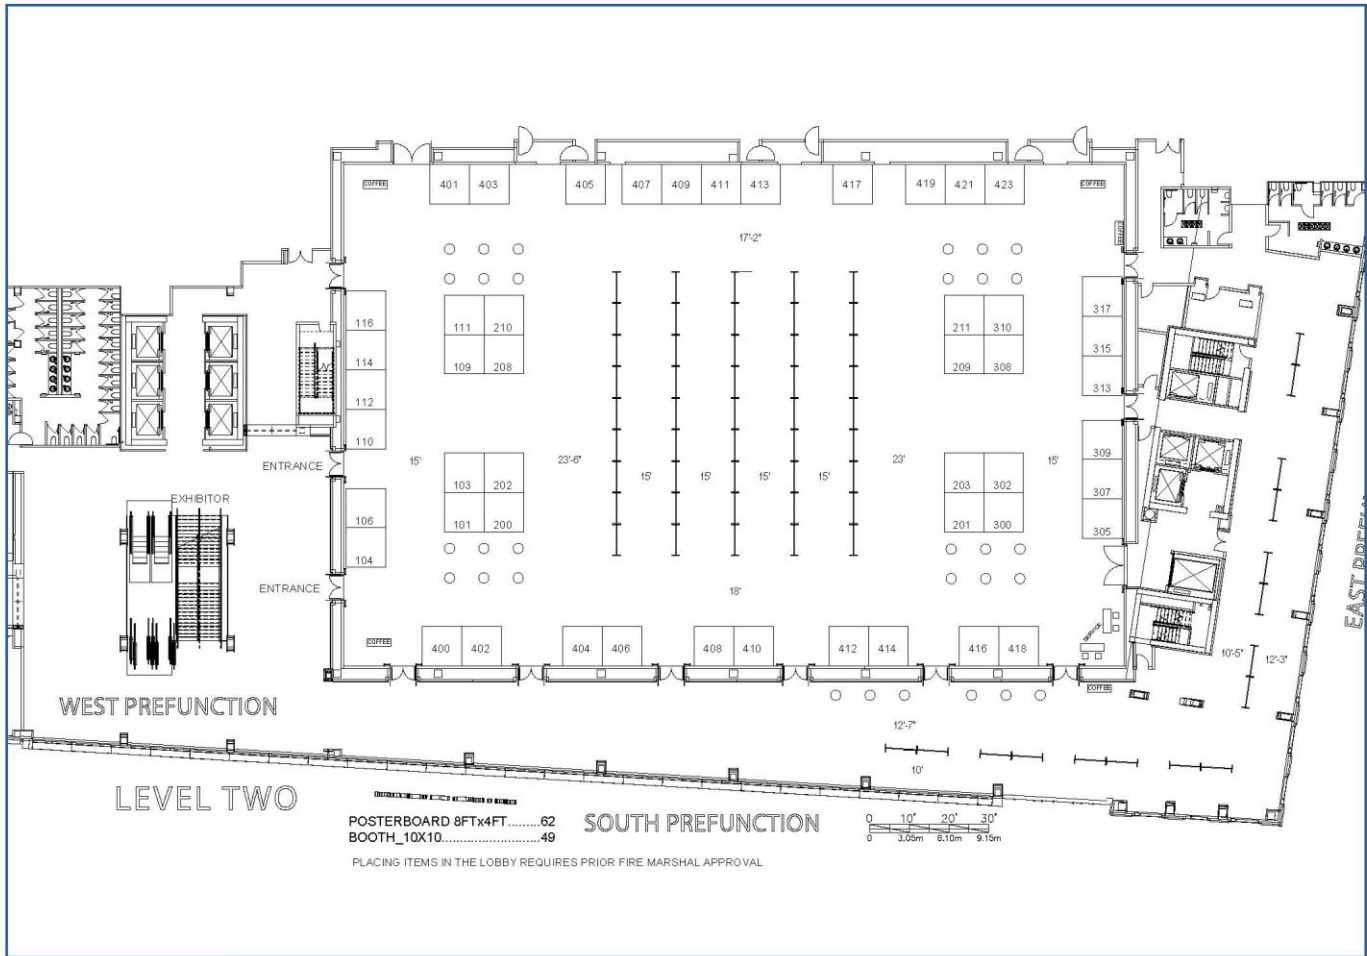 COFFEE
401 403 405 407 409 411 413 417 419 421 423
COFFEE
COFFEE
17'-2"
116
114
112
110
111 210
109 208
211 310
209 308
317
315
313
ENTRANCE
15'
23'-6"
15' 15' 15' 15'
23'
15'
103 202
101 200
203 302
201 300
309
307
305
EXHIBITOR
106
104
ENTRANCE
18'
COFFEE
400 402 404 406 408 410 412 414 416 418
SERVICE
COFFEE
10'-5"
12'-3"
WEST PREFUNCTION
12'-7"
10'
LEVEL TWO
POSTERBOARD 8FTx4FT........62
BOOTH_10X10..........................49
SOUTH PREFUNCTION
0 10' 20' 30'
0 3.05m 6.10m 9.15m
PLACING ITEMS IN THE LOBBY REQUIRES PRIOR FIRE MARSHAL APPROVAL